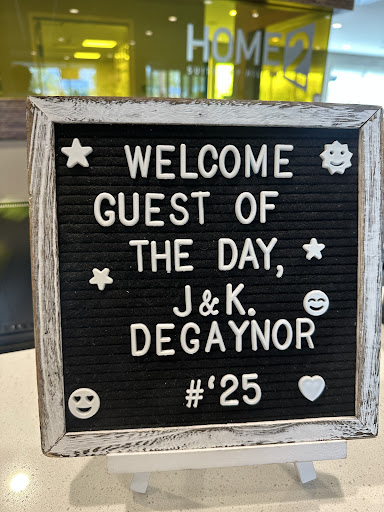 HOME2
WELCOME
GUEST OF
THE DAY,
J&K.
DEGAYNOR
#'25